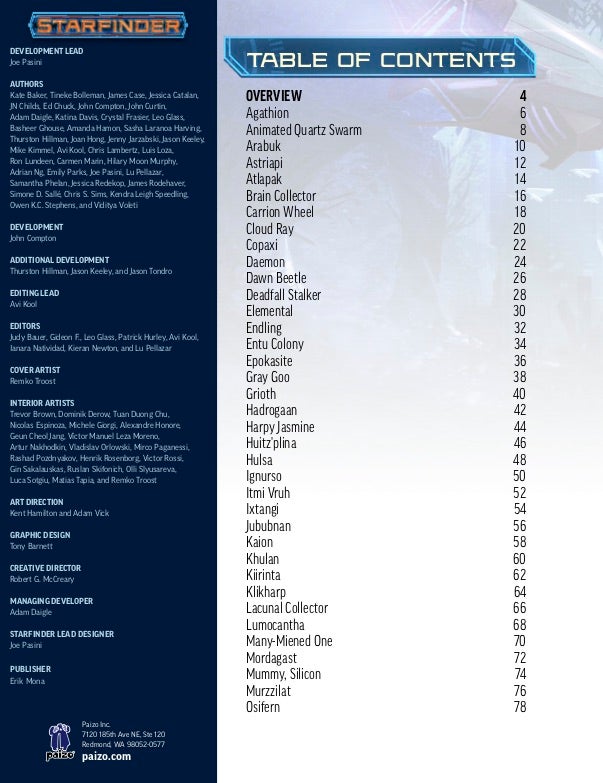 STARFINDER
DEVELOPMENT LEAD
Joe Pasini
AUTHORS
Kate Baker, Tineke Bolleman, James Case, Jessica Catalan,
JN Childs, Ed Chuck, John Compton, John Curtin,
Adam Daigle, Katina Davis, Crystal Frasier, Leo Glass,
Basheer Ghouse, Amanda Hamon, Sasha Laranoa Harving,
Thurston Hillman, Joan Hong, Jenny Jarzabski, Jason Keeley,
Mike Kimmel, Avi Kool, Chris Lambertz, Luis Loza,
Ron Lundeen, Carmen Marin, Hilary Moon Murphy,
Adrian Ng, Emily Parks, Joe Pasini, Lu Pellazar,
Samantha Phelan, Jessica Redekop, James Rodehaver,
Simone D. Sallé, Chris S. Sims, Kendra Leigh Speedling,
Owen K.C. Stephens, and Viditya Voleti
DEVELOPMENT
John Compton
ADDITIONAL DEVELOPMENT
Thurston Hillman, Jason Keeley, and Jason Tondro
EDITING LEAD
Avi Kool
EDITORS
Judy Bauer, Gideon F., Leo Glass, Patrick Hurley, Avi Kool,
Ianara Natividad, Kieran Newton, and Lu Pellazar
COVER ARTIST
Remko Troost
INTERIOR ARTISTS
Trevor Brown, Dominik Derow, Tuan Duong Chu,
Nicolas Espinoza, Michele Giorgi, Alexandre Honore,
Geun Cheol Jang, Victor Manuel Leza Moreno,
Artur Nakhodkin, Vladislav Orlowski, Mirco Paganessi,
Rashad Pozdnyakov, Henrik Rosenborg, Victor Rossi,
Gin Sakalauskas, Ruslan Skifonich, Olli Slyusareva,
Luca Sotgiu, Matias Tapia, and Remko Troost
ART DIRECTION
Kent Hamilton and Adam Vick
GRAPHIC DESIGN
Tony Barnett
CREATIVE DIRECTOR
Robert G. McCreary
MANAGING DEVELOPER
Adam Daigle
STARFINDER LEAD DESIGNER
Joe Pasini
PUBLISHER
Erik Mona
paizo
Paizo Inc.
7120 185th Ave NE, Ste 120
Redmond, WA 98052-0577
paizo.com
TABLE OF CONTENTS
OVERVIEW 4
Agathion 6
Animated Quartz Swarm 8
Arabuk 10
Astriapi 12
Atlapak 14
Brain Collector 16
Carrion Wheel 18
Cloud Ray 20
Copaxi 22
Daemon 24
Dawn Beetle 26
Deadfall Stalker 28
Elemental 30
Endling 32
Entu Colony 34
Epokasite 36
Gray Goo 38
Grioth 40
Hadrogaan 42
Harpy Jasmine 44
Huitz'plina 46
Hulsa 48
Ignurso 50
Itmi Vruh 52
Ixtangi 54
Jububnan 56
Kaion 58
Khulan 60
Kiirinta 62
Klikharp 64
Lacunal Collector 66
Lumocantha 68
Many-Miened One 70
Mordagast 72
Mummy, Silicon 74
Murzzilat 76
Osifern 78